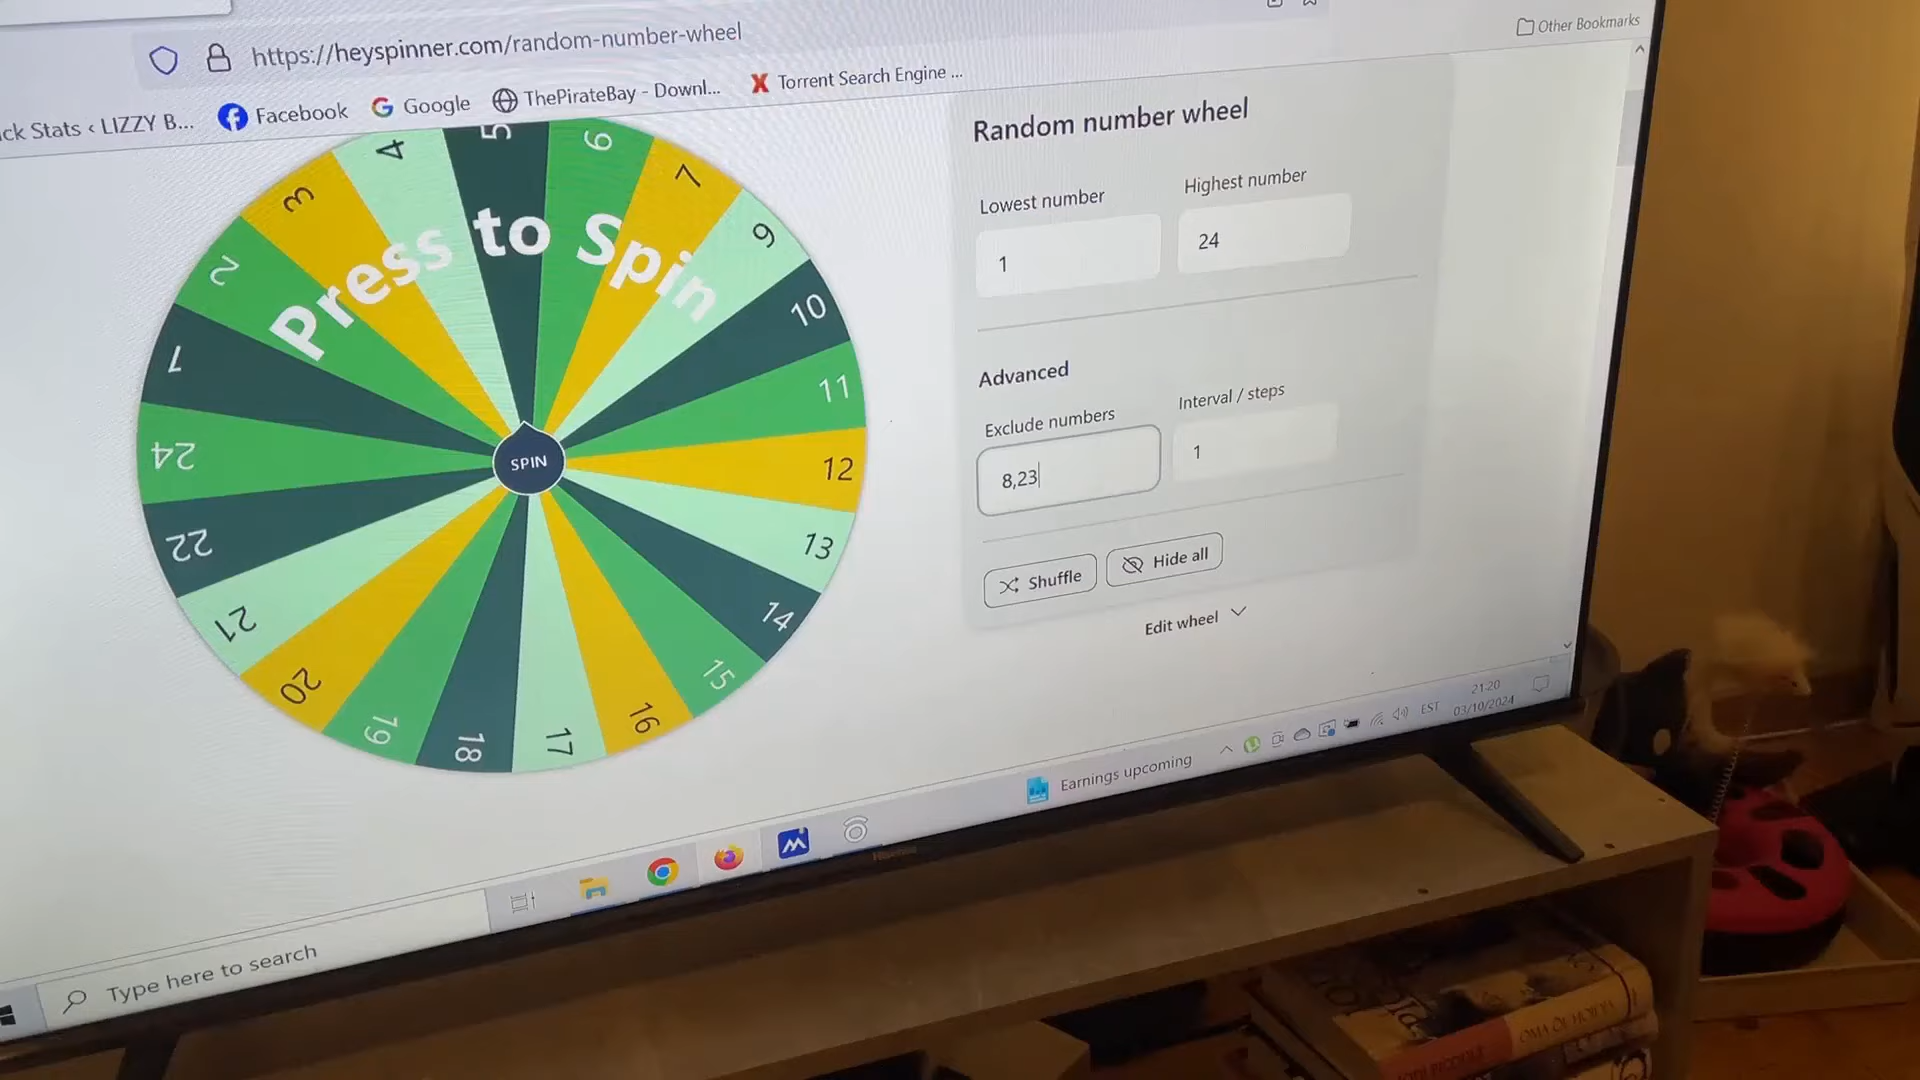 https://heyspinner.com/random-number-wheel
Other Bookmarks
ck Stats ‹ LIZZY B...
Facebook
Google
ThePirateBay - Downl...
Torrent Search Engine ...
Random number wheel
Lowest number
Highest number
1
24
Advanced
Exclude numbers
Interval / steps
8,23
1
Shuffle
Hide all
Edit wheel
Press to Spin
SPIN
1
2
3
4
5
6
7
9
10
11
12
13
14
15
16
17
18
19
20
21
22
24
Earnings upcoming
EST
21:20
03/10/2024
Type here to search
Hisense